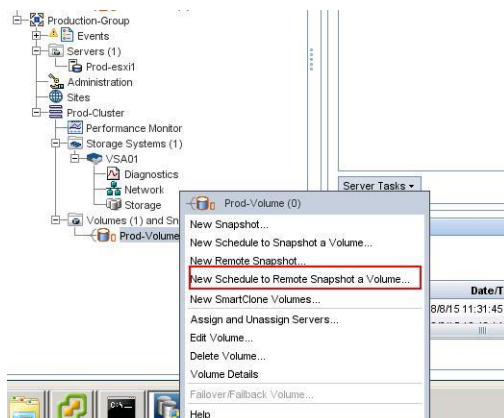 Production-Group
Events
Servers (1)
Prod-esxi1
Administration
Sites
Prod-Cluster
Performance Monitor
Storage Systems (1)
VSA01
Diagnostics
Network
Storage
Volumes (1) and Sn
Prod-Volume
Server Tasks
Prod-Volume (0)
New Snapshot...
New Schedule to Snapshot a Volume...
New Remote Snapshot...
New Schedule to Remote Snapshot a Volume...
New SmartClone Volumes...
Assign and Unassign Servers...
Edit Volume...
Delete Volume...
Volume Details
Failover/Failback Volume...
Help
Date/T
8/8/15 11:31:45